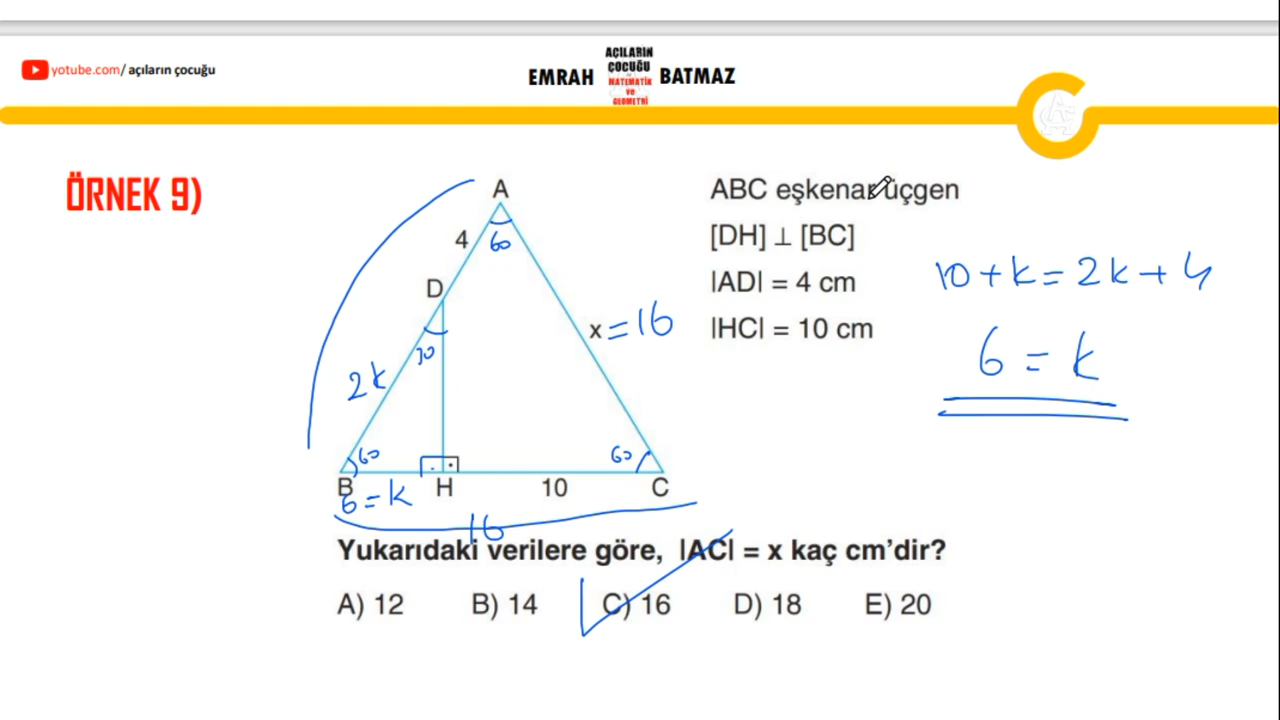 yotube.com/ açıların çocuğu
EMRAH
AÇILARIN
ÇOCUĞU
MATEMATİK
ve
GEOMETRİ
BATMAZ
ÖRNEK 9)
A
4
60
D
30
2k
x = 16
B
60
60
6 = k
H
10
C
16
ABC eşkenar üçgen
[DH] ⊥ [BC]
|AD| = 4 cm
|HC| = 10 cm
10 + k = 2k + 4
6 = k
Yukarıdaki verilere göre, |AC| = x kaç cm'dir?
A) 12 B) 14 C) 16 D) 18 E) 20